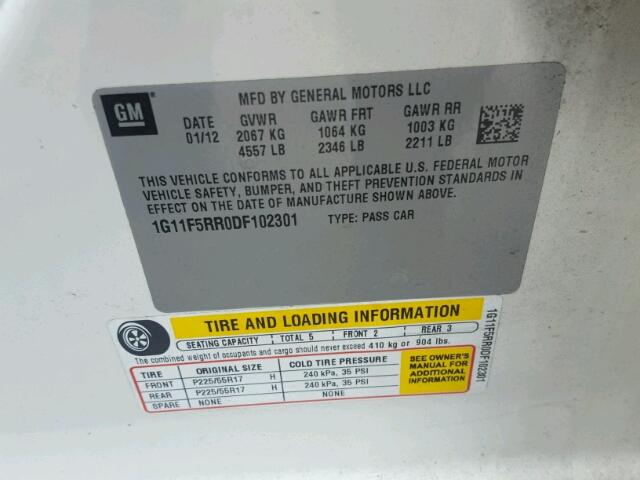 GM
MFD BY GENERAL MOTORS LLC
DATE GVWR GAWR FRT GAWR RR
01/12 2067 KG 1064 KG 1003 KG
4557 LB 2346 LB 2211 LB
THIS VEHICLE CONFORMS TO ALL APPLICABLE U.S. FEDERAL MOTOR
VEHICLE SAFETY, BUMPER, AND THEFT PREVENTION STANDARDS IN
EFFECT ON THE DATE OF MANUFACTURE SHOWN ABOVE.
1G11F5RR0DF102301 TYPE: PASS CAR
TIRE AND LOADING INFORMATION
SEATING CAPACITY TOTAL 5 FRONT 2 REAR 3
The combined weight of occupants and cargo should never exceed 410 kg or 904 lbs.
TIRE ORIGINAL SIZE COLD TIRE PRESSURE
FRONT P225/55R17 H 240 kPa, 35 PSI
REAR P225/55R17 H 240 kPa, 35 PSI
SPARE NONE NONE
SEE OWNER'S
MANUAL FOR
ADDITIONAL
INFORMATION
1G11F5RR0DF102301